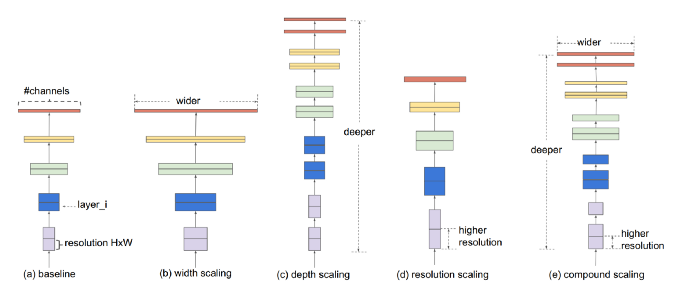 #channels
layer_i
resolution HxW
(a) baseline
wider
(b) width scaling
deeper
(c) depth scaling
higher
resolution
(d) resolution scaling
wider
deeper
higher
resolution
(e) compound scaling